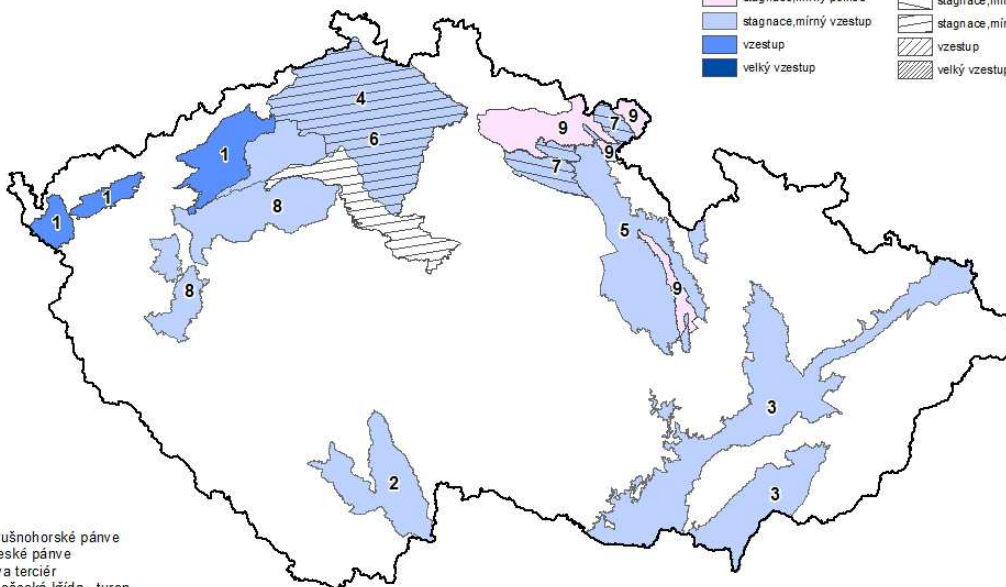 stagnace,mírný
stagnace,mírný vzestup
vzestup
velký vzestup
vzestup
velký vzestup
4
6
1
1
1
8
8
9
7
9
9
7
5
9
3
3
2
ušnohorské pánve
eské pánve
va terciér